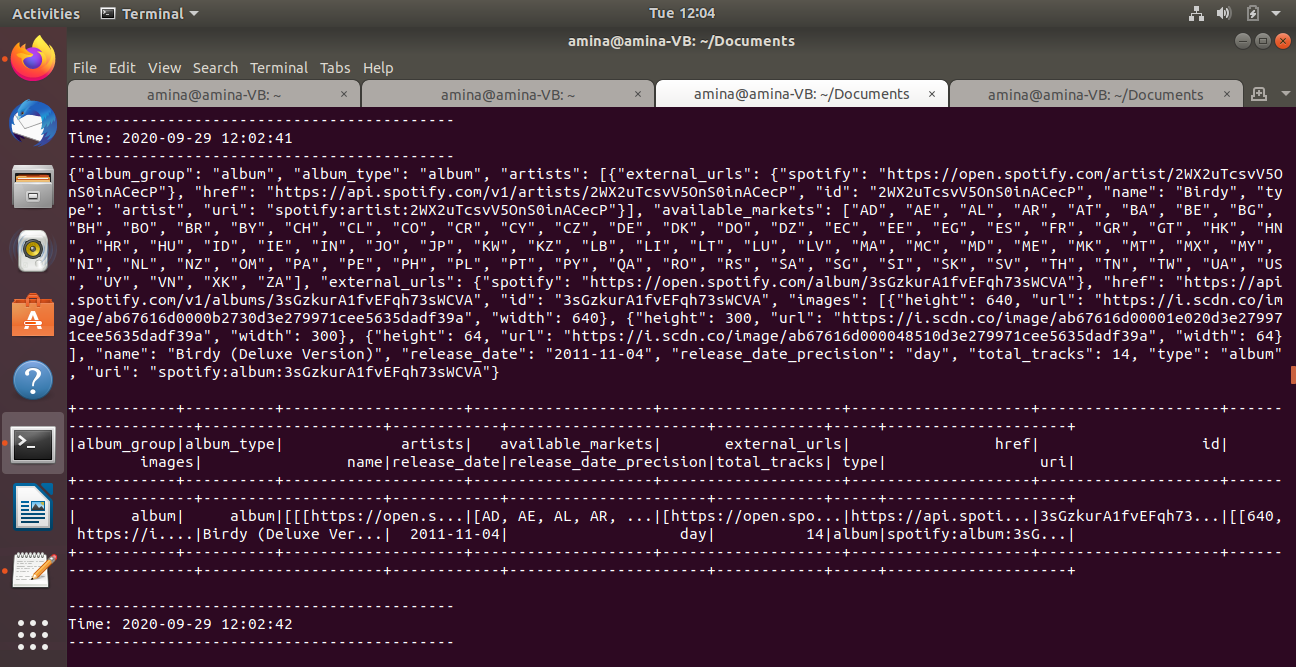 Activities Terminal Tue 12:04
amina@amina-VB: ~/Documents
File Edit View Search Terminal Tabs Help
amina@amina-VB: ~ × amina@amina-VB: ~ × amina@amina-VB: ~/Documents × amina@amina-VB: ~/Documents ×
-------------------------------------------
Time: 2020-09-29 12:02:41
-------------------------------------------
{"album_group": "album", "album_type": "album", "artists": [{"external_urls": {"spotify": "https://open.spotify.com/artist/2WX2uTcsvV5O
nS0inACecP"}, "href": "https://api.spotify.com/v1/artists/2WX2uTcsvV5OnS0inACecP", "id": "2WX2uTcsvV5OnS0inACecP", "name": "Birdy", "ty
pe": "artist", "uri": "spotify:artist:2WX2uTcsvV5OnS0inACecP"}], "available_markets": ["AD", "AE", "AL", "AR", "AT", "BA", "BE", "BG",
"BH", "BO", "BR", "BY", "CH", "CL", "CO", "CR", "CY", "CZ", "DE", "DK", "DO", "DZ", "EC", "EE", "EG", "ES", "FR", "GR", "GT", "HK", "HN
", "HR", "HU", "ID", "IE", "IN", "JO", "JP", "KW", "KZ", "LB", "LI", "LT", "LU", "LV", "MA", "MC", "MD", "ME", "MK", "MT", "MX", "MY",
"NI", "NL", "NZ", "OM", "PA", "PE", "PH", "PL", "PT", "PY", "QA", "RO", "RS", "SA", "SG", "SI", "SK", "SV", "TH", "TN", "TW", "UA", "US
", "UY", "VN", "XK", "ZA"], "external_urls": {"spotify": "https://open.spotify.com/album/3sGzkurA1fvEFqh73sWCVA"}, "href": "https://api
.spotify.com/v1/albums/3sGzkurA1fvEFqh73sWCVA", "id": "3sGzkurA1fvEFqh73sWCVA", "images": [{"height": 640, "url": "https://i.scdn.co/im
age/ab67616d0000b2730d3e279971cee5635dadf39a", "width": 640}, {"height": 300, "url": "https://i.scdn.co/image/ab67616d00001e020d3e27997
1cee5635dadf39a", "width": 300}, {"height": 64, "url": "https://i.scdn.co/image/ab67616d000048510d3e279971cee5635dadf39a", "width": 64}
], "name": "Birdy (Deluxe Version)", "release_date": "2011-11-04", "release_date_precision": "day", "total_tracks": 14, "type": "album"
, "uri": "spotify:album:3sGzkurA1fvEFqh73sWCVA"}
+-----------+----------+--------------------+--------------------+--------------------+--------------------+--------------------+------
--------------+--------------------+------------+----------------------+------------+-----+--------------------+
|album_group|album_type|             artists|   available_markets|       external_urls|                href|                  id|
        images|                name|release_date|release_date_precision|total_tracks| type|                 uri|
+-----------+----------+--------------------+--------------------+--------------------+--------------------+--------------------+------
--------------+--------------------+------------+----------------------+------------+-----+--------------------+
|      album|     album|[[[https://open.s...|[AD, AE, AL, AR, ...|[https://open.spo...|https://api.spoti...|3sGzkurA1fvEFqh73...|[[640,
 https://i....|Birdy (Deluxe Ver...|  2011-11-04|                   day|          14|album|spotify:album:3sG...|
+-----------+----------+--------------------+--------------------+--------------------+--------------------+--------------------+------
--------------+--------------------+------------+----------------------+------------+-----+--------------------+
-------------------------------------------
Time: 2020-09-29 12:02:42
-------------------------------------------